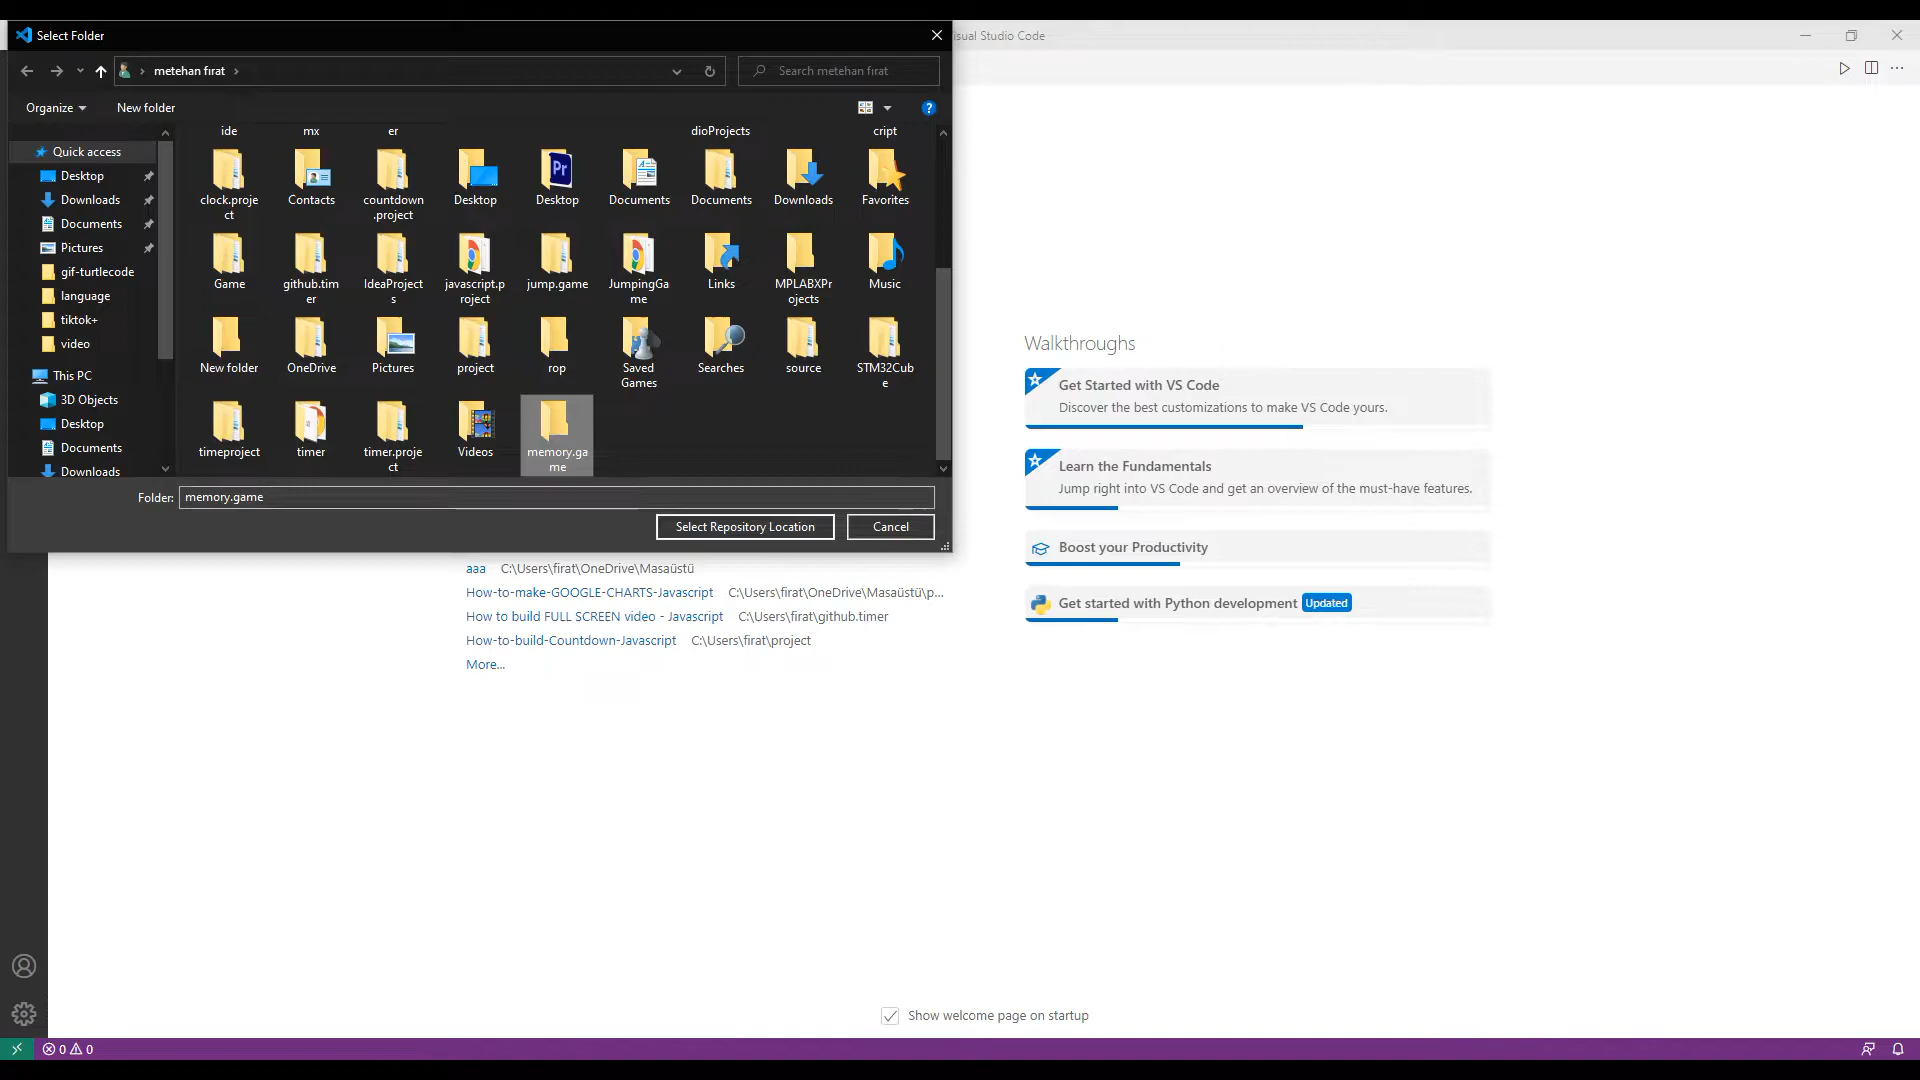 Select Folder
Visual Studio Code
metehan fırat
Search metehan fırat
Organize
New folder
ide
mx
er
dioProjects
cript
Quick access
Desktop
Downloads
Documents
Pictures
gif-turtlecode
language
tiktok+
video
This PC
3D Objects
Desktop
Documents
Downloads
clock.proje
ct
Contacts
countdown
.project
Desktop
Desktop
Documents
Documents
Downloads
Favorites
Game
github.tim
er
IdeaProject
s
javascript.p
roject
jump.game
JumpingGa
me
Links
MPLABXPr
ojects
Music
New folder
OneDrive
Pictures
project
rop
Saved
Games
Searches
source
STM32Cub
e
timeproject
timer
timer.proje
ct
Videos
memory.ga
me
Folder:
memory.game
Select Repository Location
Cancel
aaa C:\Users\firat\OneDrive\Masaüstü
How-to-make-GOOGLE-CHARTS-Javascript C:\Users\firat\OneDrive\Masaüstü\p...
How to build FULL SCREEN video - Javascript C:\Users\firat\github.timer
How-to-build-Countdown-Javascript C:\Users\firat\project
More...
Walkthroughs
Get Started with VS Code
Discover the best customizations to make VS Code yours.
Learn the Fundamentals
Jump right into VS Code and get an overview of the must-have features.
Boost your Productivity
Get started with Python development Updated
Show welcome page on startup
0 0